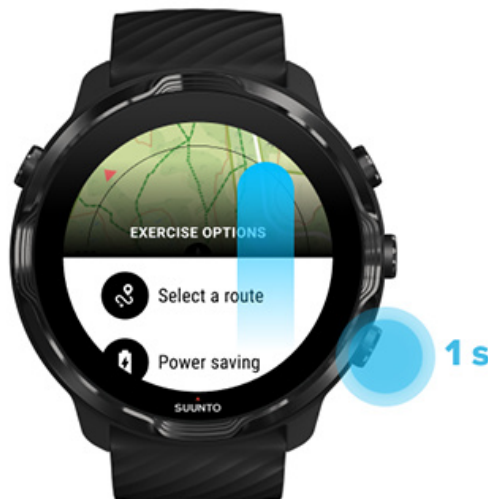 EXERCISE OPTIONS
Select a route
1 s
Power saving
SUUNTO